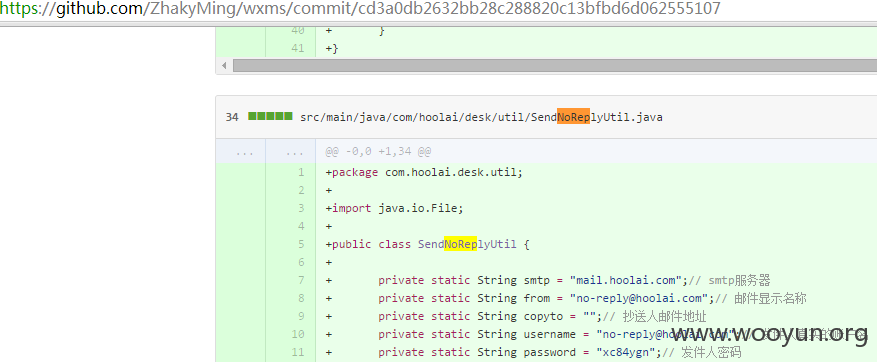 https://github.com/ZhakyMing/wxms/commit/cd3a0db2632bb28c288820c13bfbd6d062555107
40 + }
41 +}
34 src/main/java/com/hoolai/desk/util/SendNoReplyUtil.java
... ... @@ -0,0 +1,34 @@
1 +package com.hoolai.desk.util;
2 +
3 +import java.io.File;
4 +
5 +public class SendNoReplyUtil {
6 +
7 + private static String smtp = "mail.hoolai.com";// smtp服务器
8 + private static String from = "no-reply@hoolai.com";// 邮件显示名称
9 + private static String copyto = "";// 抄送人邮件地址
10 + private static String username = "no-reply@hoolai.com";//
11 + private static String password = "xc84ygn";// 发件人密码
www.wooyun.org